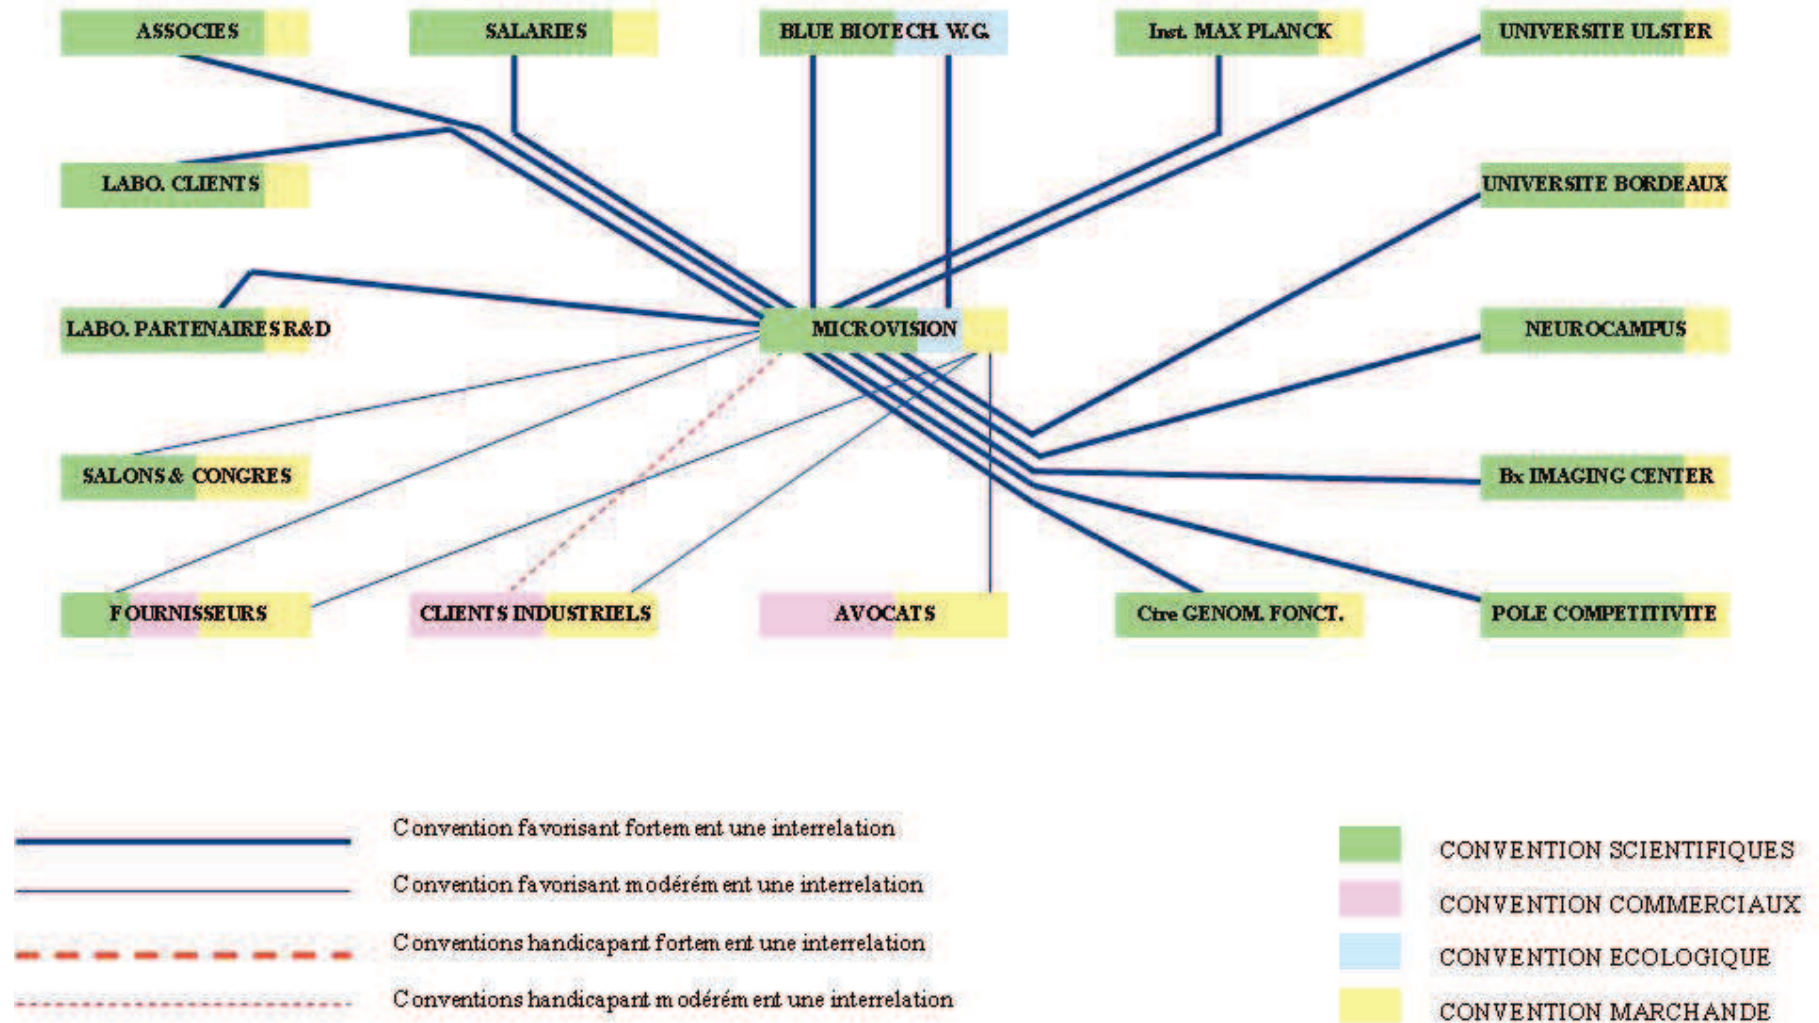 ASSOCIES
SALARIES
BLUE BIOTECH. W.G.
Inst. MAX PLANCK
UNIVERSITE ULSTER
LABO. CLIENTS
UNIVERSITE BORDEAUX
LABO. PARTENAIRES R&D
MICROVISION
NEUROCAMPUS
SALONS & CONGRES
Bx IMAGING CENTER
FOURNISSEURS
CLIENTS INDUSTRIELS
AVOCATS
Ctre GENOM. FONCT.
POLE COMPETITIVITE
Convention favorisant fortement une interrelation
Convention favorisant modérément une interrelation
Conventions handicapant fortement une interrelation
Conventions handicapant modérément une interrelation
CONVENTION SCIENTIFIQUES
CONVENTION COMMERCIAUX
CONVENTION ECOLOGIQUE
CONVENTION MARCHANDE